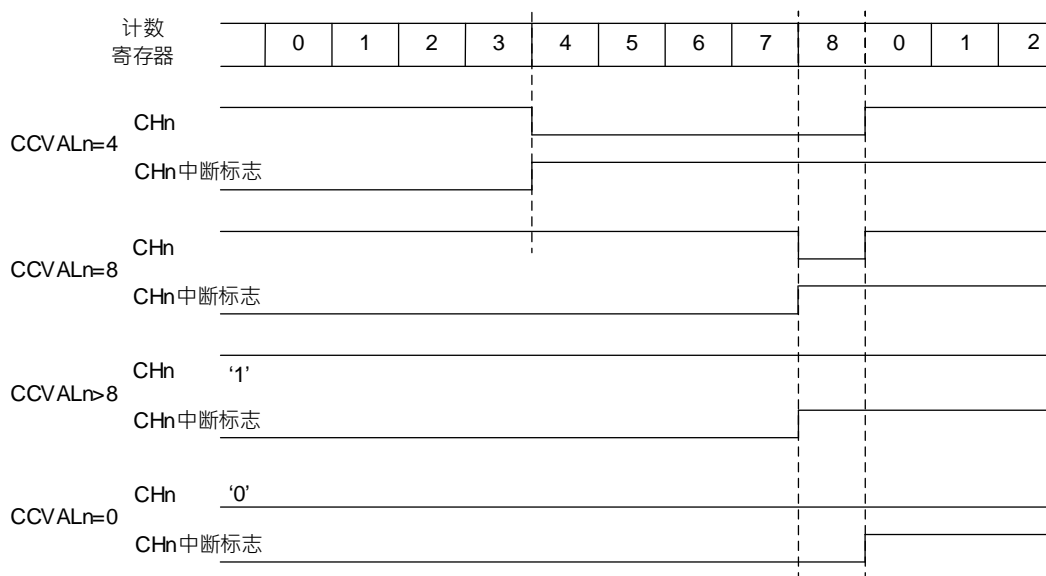 计数
寄存器
0 1 2 3 4 5 6 7 8 0 1 2
CHn
CCVALn=4
CHn中断标志
CHn
CCVALn=8
CHn中断标志
CHn ‘1’
CCVALn>8
CHn中断标志
CHn ‘0’
CCVALn=0
CHn中断标志